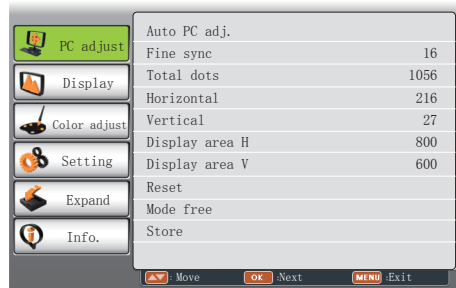 PC adjust
Display
Color adjust
Setting
Expand
Info.
Auto PC adj.
Fine sync 16
Total dots 1056
Horizontal 216
Vertical 27
Display area H 800
Display area V 600
Reset
Mode free
Store
: Move OK :Next MENU :Exit